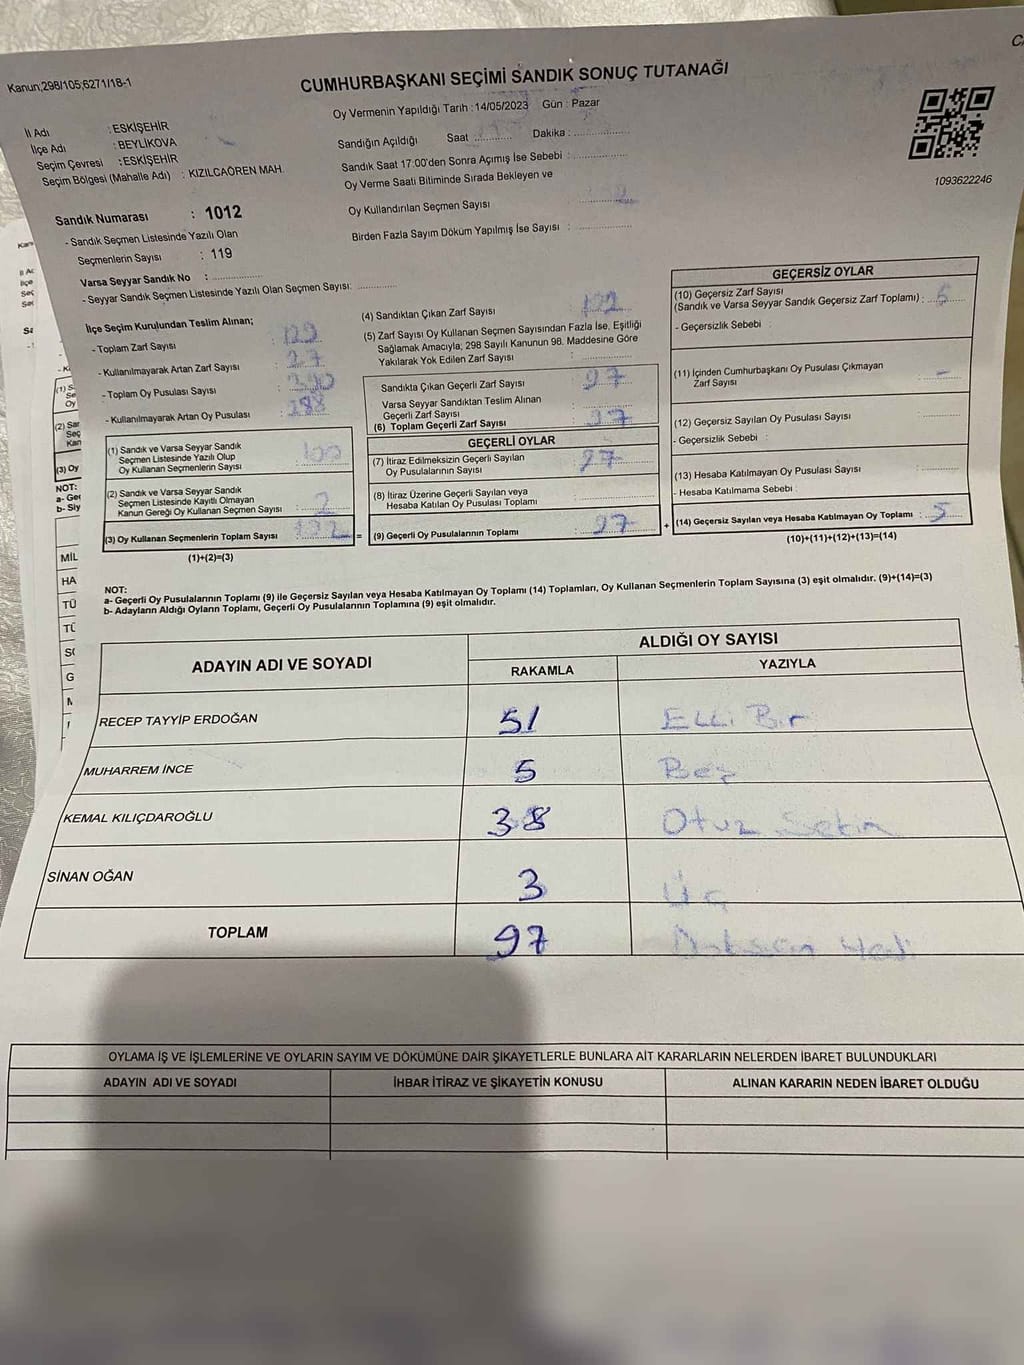 Kanun;298/105;6271/18-1
CUMHURBAŞKANI SEÇİMİ SANDIK SONUÇ TUTANAĞI
Oy Vermenin Yapıldığı Tarih : 14/05/2023 Gün : Pazar
İl Adı : ESKİŞEHİR
İlçe Adı : BEYLİKOVA
Seçim Çevresi : ESKİŞEHİR
Seçim Bölgesi (Mahalle Adı) : KIZILCAÖREN MAH.
Sandık Numarası : 1012
- Sandık Seçmen Listesinde Yazılı Olan
Seçmenlerin Sayısı : 119
Varsa Seyyar Sandık No :
- Seyyar Sandık Seçmen Listesinde Yazılı Olan Seçmen Sayısı:
Sandığın Açıldığı Saat Dakika :
Sandık Saat 17:00'den Sonra Açımış İse Sebebi :
Oy Verme Saati Bitiminde Sırada Bekleyen ve
Oy Kullandırılan Seçmen Sayısı
Birden Fazla Sayım Döküm Yapılmış İse Sayısı :
1093622246
İlçe Seçim Kurulundan Teslim Alınan;
- Toplam Zarf Sayısı :
- Kullanılmayarak Artan Zarf Sayısı : 27
- Toplam Oy Pusulası Sayısı :
- Kullanılmayarak Artan Oy Pusulası :
(1) Sandık ve Varsa Seyyar Sandık
Seçmen Listesinde Yazılı Olup
Oy Kullanan Seçmenlerin Sayısı : 100
(2) Sandık ve Varsa Seyyar Sandık
Seçmen Listesinde Kayıtlı Olmayan
Kanun Gereği Oy Kullanan Seçmen Sayısı : 2
(3) Oy Kullanan Seçmenlerin Toplam Sayısı :
(1)+(2)=(3)
(4) Sandıktan Çıkan Zarf Sayısı :
(5) Zarf Sayısı Oy Kullanan Seçmen Sayısından Fazla İse, Eşitliği
Sağlamak Amacıyla; 298 Sayılı Kanunun 98. Maddesine Göre
Yakılarak Yok Edilen Zarf Sayısı :
Sandıkta Çıkan Geçerli Zarf Sayısı : 97
Varsa Seyyar Sandıktan Teslim Alınan
Geçerli Zarf Sayısı :
(6) Toplam Geçerli Zarf Sayısı : 97
GEÇERLİ OYLAR
(7) İtiraz Edilmeksizin Geçerli Sayılan
Oy Pusulalarının Sayısı : 97
(8) İtiraz Üzerine Geçerli Sayılan veya
Hesaba Katılan Oy Pusulası Toplamı :
= (9) Geçerli Oy Pusulalarının Toplamı : 97 +
GEÇERSİZ OYLAR
(10) Geçersiz Zarf Sayısı
(Sandık ve Varsa Seyyar Sandık Geçersiz Zarf Toplamı) : 5
- Geçersizlik Sebebi :
(11) İçinden Cumhurbaşkanı Oy Pusulası Çıkmayan
Zarf Sayısı : -
(12) Geçersiz Sayılan Oy Pusulası Sayısı :
- Geçersizlik Sebebi :
(13) Hesaba Katılmayan Oy Pusulası Sayısı :
- Hesaba Katılmama Sebebi :
(14) Geçersiz Sayılan veya Hesaba Katılmayan Oy Toplamı : 5
(10)+(11)+(12)+(13)=(14)
NOT:
a- Geçerli Oy Pusulalarının Toplamı (9) ile Geçersiz Sayılan veya Hesaba Katılmayan Oy Toplamı (14) Toplamları, Oy Kullanan Seçmenlerin Toplam Sayısına (3) eşit olmalıdır. (9)+(14)=(3)
b- Adayların Aldığı Oyların Toplamı, Geçerli Oy Pusulalarının Toplamına (9) eşit olmalıdır.
ADAYIN ADI VE SOYADI ALDIĞI OY SAYISI
RAKAMLA YAZIYLA
RECEP TAYYİP ERDOĞAN 51 Elli Bir
MUHARREM İNCE 5 Beş
KEMAL KILIÇDAROĞLU 38 Otuz Sekiz
SİNAN OĞAN 3 Üç
TOPLAM 97 Doksan Yedi
OYLAMA İŞ VE İŞLEMLERİNE VE OYLARIN SAYIM VE DÖKÜMÜNE DAİR ŞİKAYETLERLE BUNLARA AİT KARARLARIN NELERDEN İBARET BULUNDUKLARI
ADAYIN ADI VE SOYADI İHBAR İTİRAZ VE ŞİKAYETİN KONUSU ALINAN KARARIN NEDEN İBARET OLDUĞU